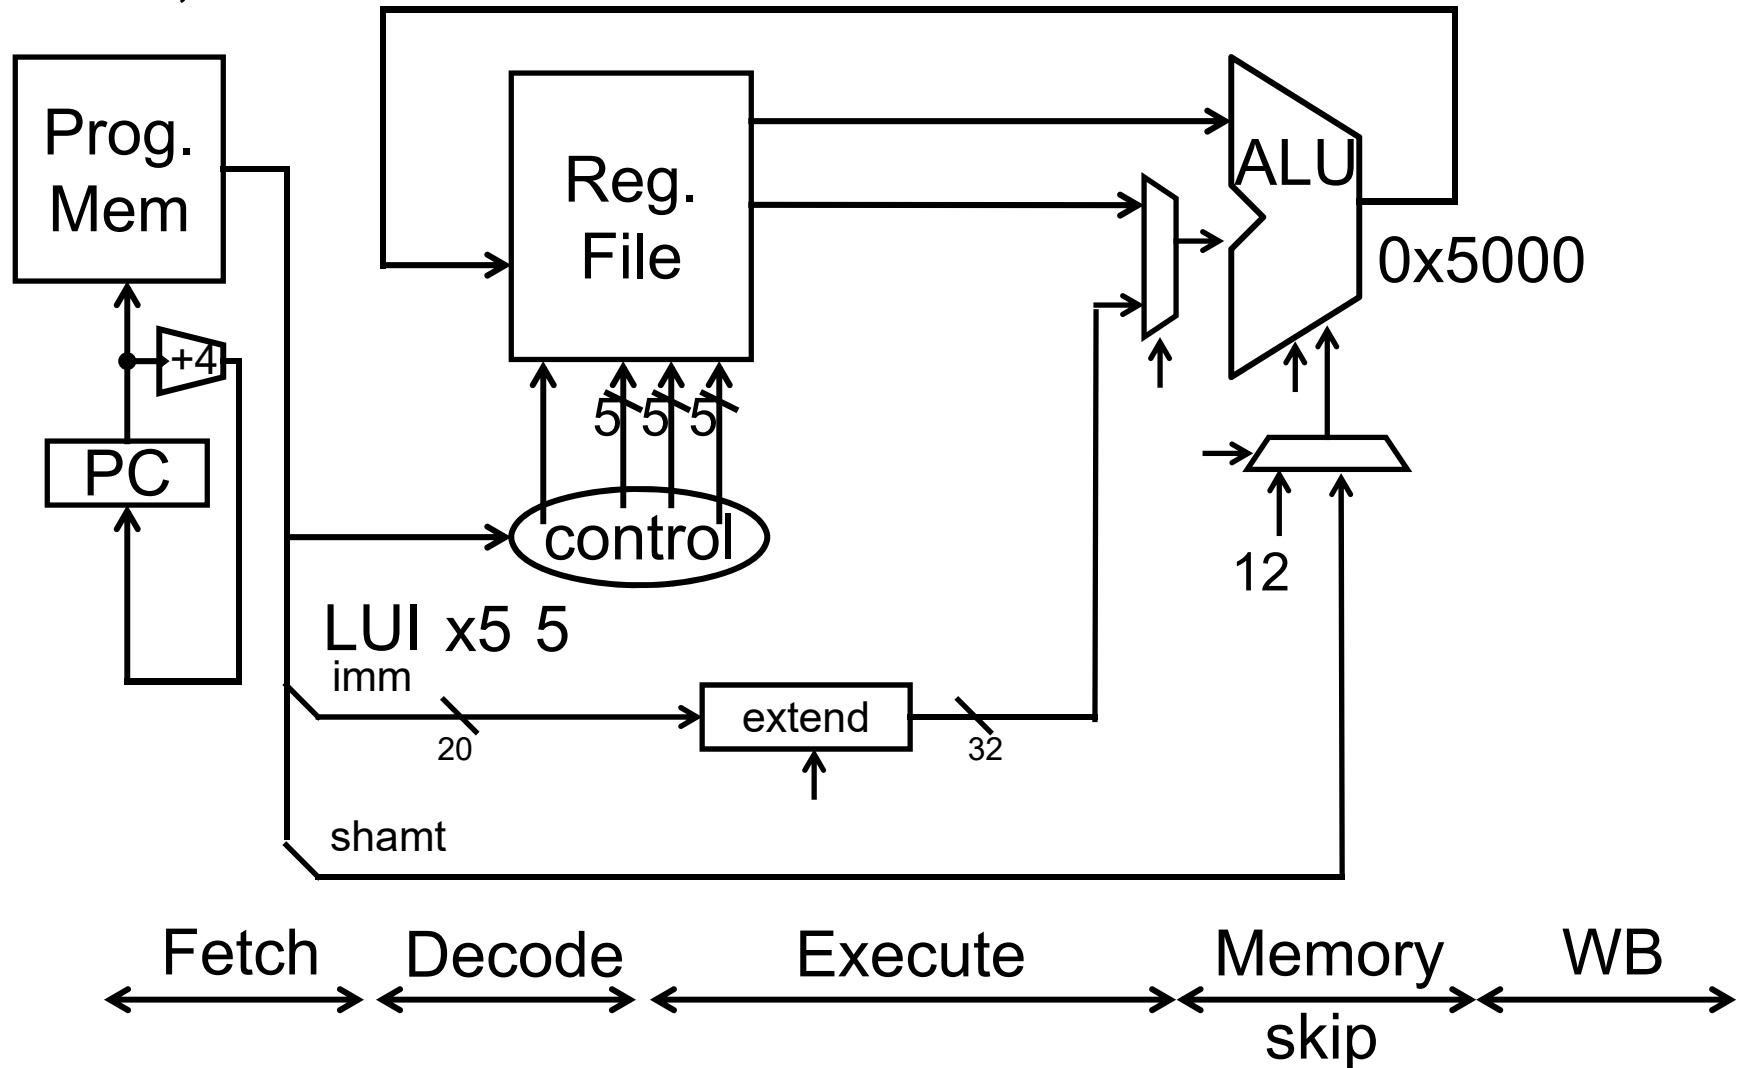 Prog.
Mem
Reg.
File
ALU
0x5000
+4
PC
5 5 5
control
12
LUI x5 5
imm
20
extend
32
shamt
Fetch Decode Execute Memory WB
skip